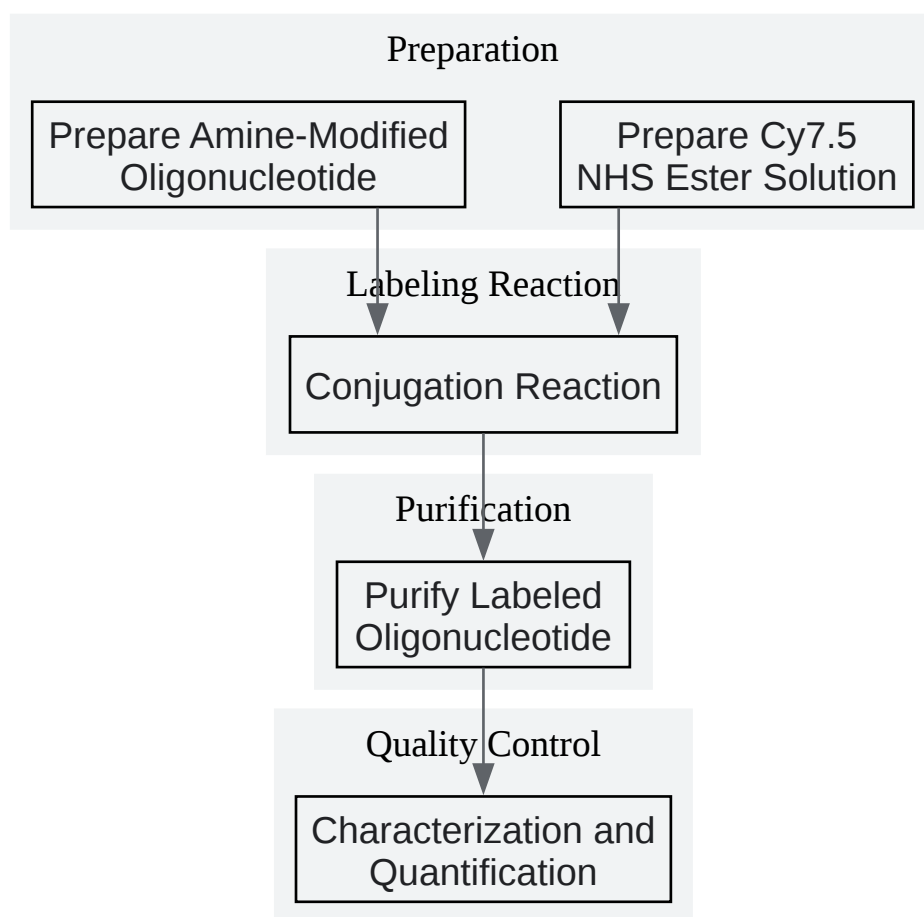 Preparation
Prepare Amine-Modified
Oligonucleotide
Prepare Cy7.5
NHS Ester Solution
Labeling Reaction
Conjugation Reaction
Purification
Purify Labeled
Oligonucleotide
Quality Control
Characterization and
Quantification